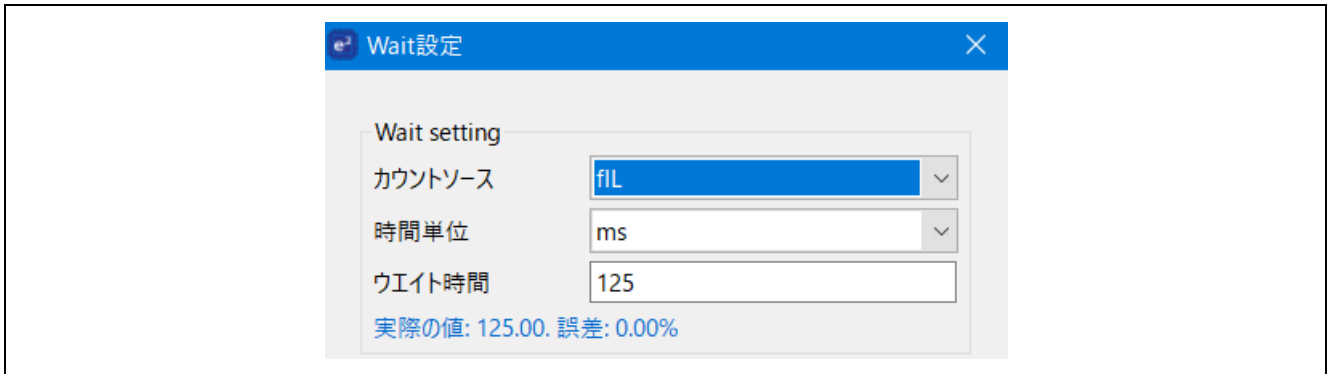 e² Wait設定
Wait setting
カウントソース fIL
時間単位 ms
ウエイト時間 125
実際の値: 125.00. 誤差: 0.00%